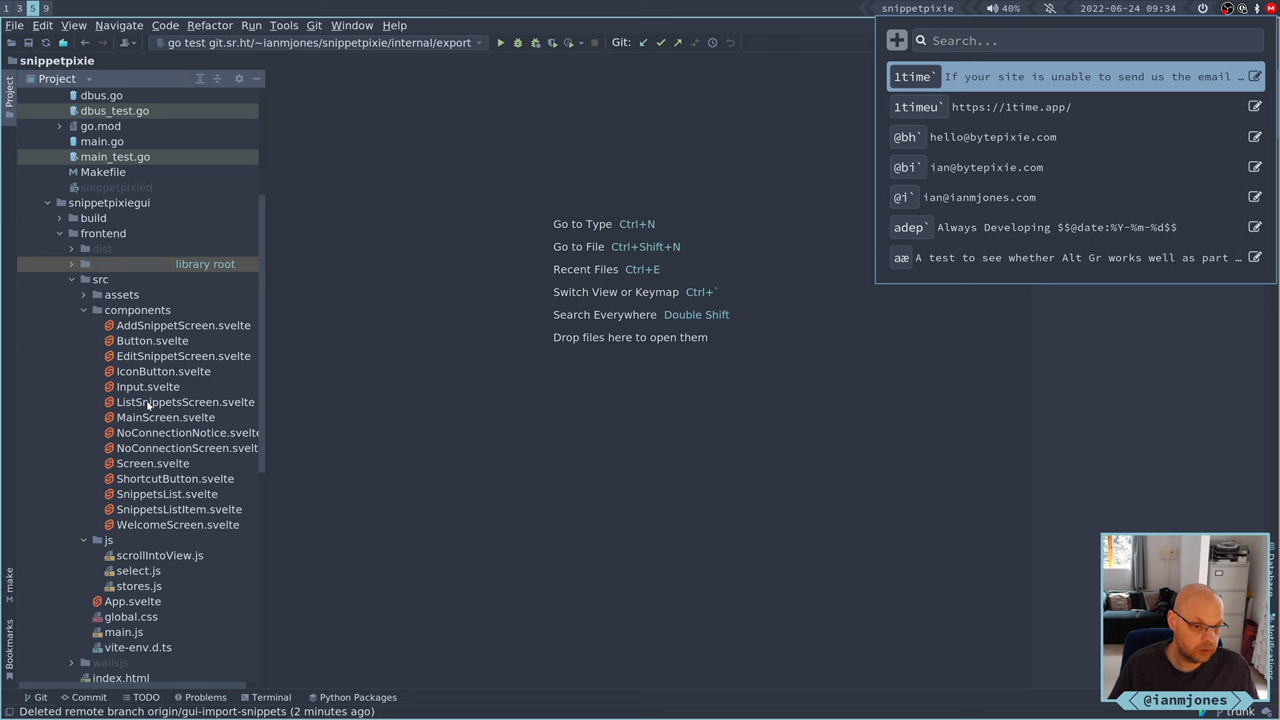 1 3 5 9
snippetpixie 40% 2022-06-24 09:34
File Edit View Navigate Code Refactor Run Tools Git Window Help
go test git.sr.ht/~ianmjones/snippetpixie/internal/export
Git:
snippetpixie
Project
dbus.go
dbus_test.go
go.mod
main.go
main_test.go
Makefile
snippetpixied
snippetpixiegui
build
frontend
dist
library root
src
assets
components
AddSnippetScreen.svelte
Button.svelte
EditSnippetScreen.svelte
IconButton.svelte
Input.svelte
ListSnippetsScreen.svelte
MainScreen.svelte
NoConnectionNotice.svelte
NoConnectionScreen.svelt
Screen.svelte
ShortcutButton.svelte
SnippetsList.svelte
SnippetsListItem.svelte
WelcomeScreen.svelte
js
scrollIntoView.js
select.js
stores.js
App.svelte
global.css
main.js
vite-env.d.ts
wailsjs
index.html
Project
make
Bookmarks
Go to Type Ctrl+N
Go to File Ctrl+Shift+N
Recent Files Ctrl+E
Switch View or Keymap Ctrl+`
Search Everywhere Double Shift
Drop files here to open them
Search...
1time` If your site is unable to send us the email …
1timeu` https://1time.app/
@bh` hello@bytepixie.com
@bi` ian@bytepixie.com
@i` ian@ianmjones.com
adep` Always Developing $$@date:%Y-%m-%d$$
aæ A test to see whether Alt Gr works well as part …
Database
Notifications
@ianmjones
Git Commit TODO Problems Terminal Python Packages
Deleted remote branch origin/gui-import-snippets (2 minutes ago)
trunk